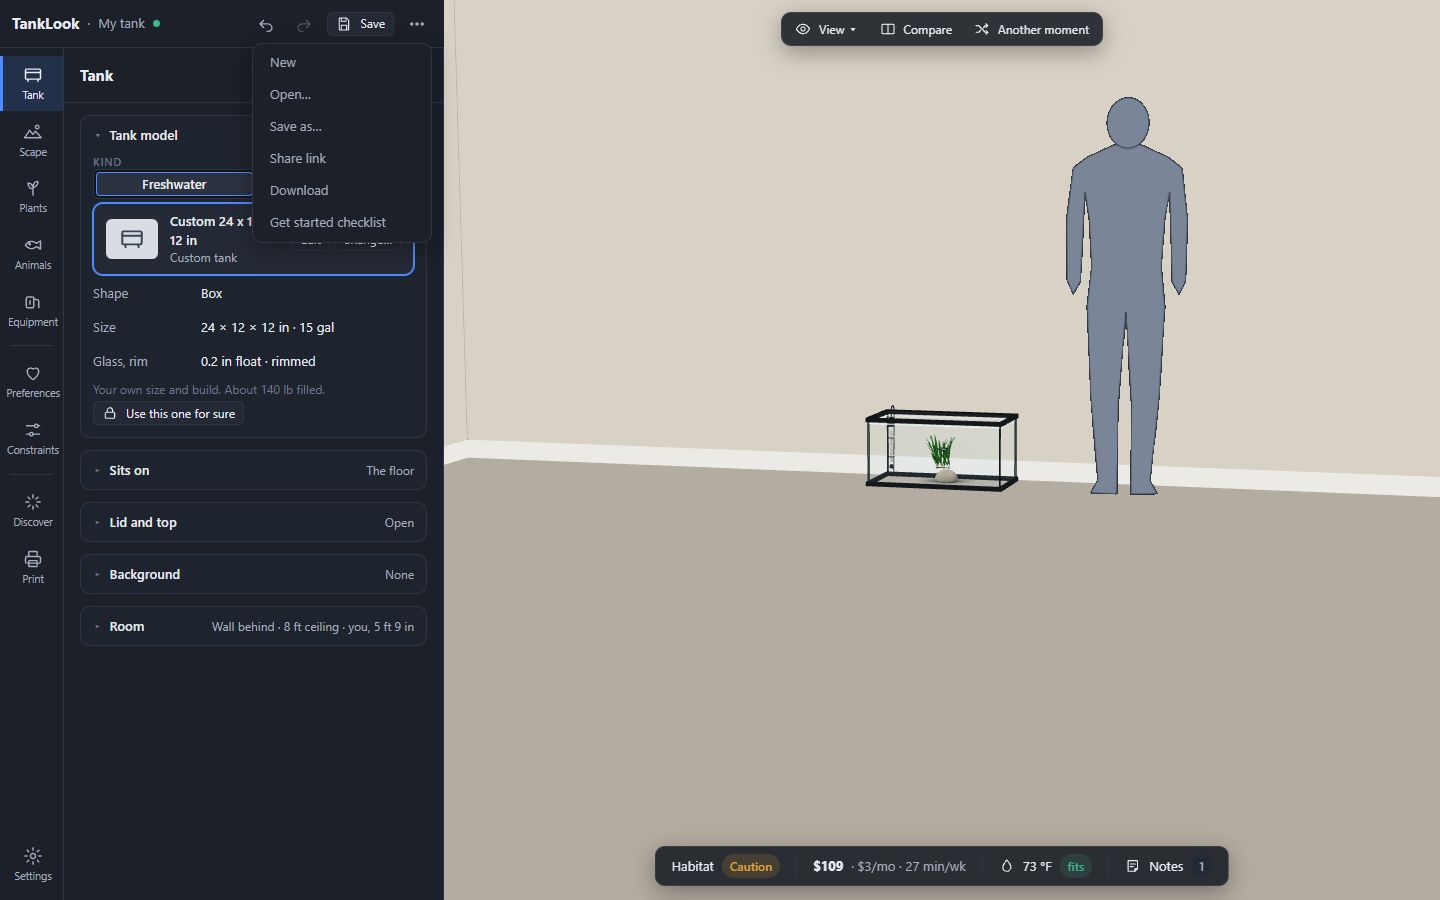 TankLook · My tank
Save
View
Compare
Another moment
New
Open...
Save as...
Share link
Download
Get started checklist
Tank
Scape
Plants
Animals
Equipment
Preferences
Constraints
Discover
Print
Settings
Tank
Tank model
KIND
Freshwater
Custom 24 x 1
12 in
Custom tank
Shape Box
Size 24 × 12 × 12 in · 15 gal
Glass, rim 0.2 in float · rimmed
Your own size and build. About 140 lb filled.
Use this one for sure
Sits on The floor
Lid and top Open
Background None
Room Wall behind · 8 ft ceiling · you, 5 ft 9 in
Habitat Caution $109 · $3/mo · 27 min/wk 73 °F fits Notes 1